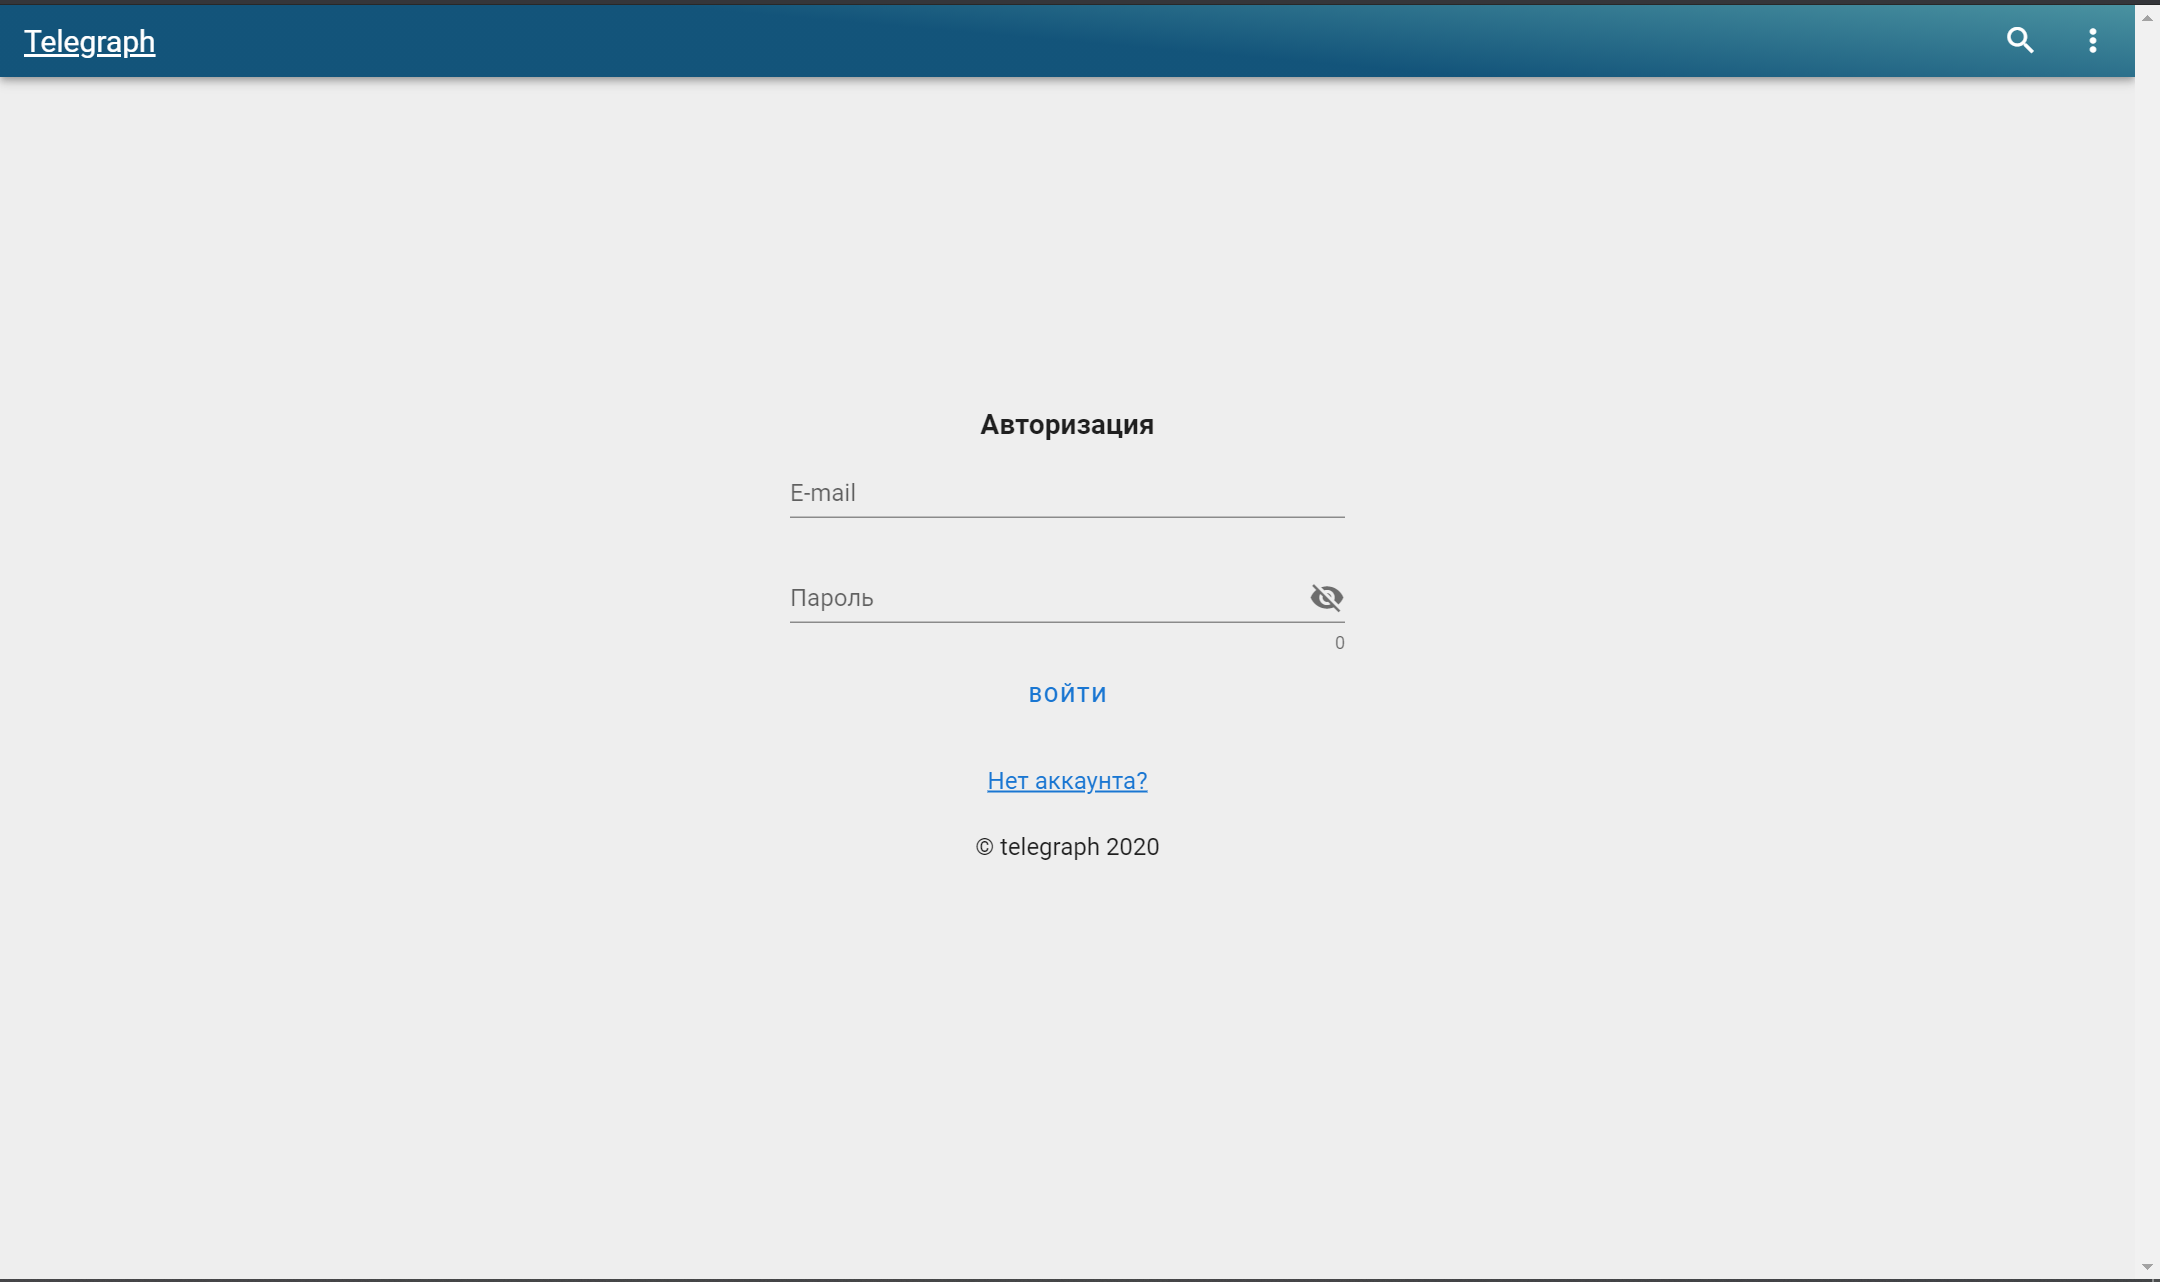 Telegraph
Авторизация
E-mail
Пароль
0
ВОЙТИ
Нет аккаунта?
© telegraph 2020